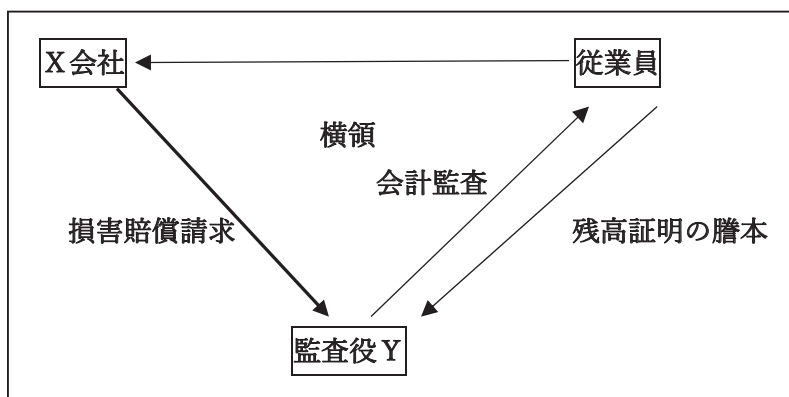 X会社
従業員
横領
会計監査
損害賠償請求
残高証明の謄本
監査役Y